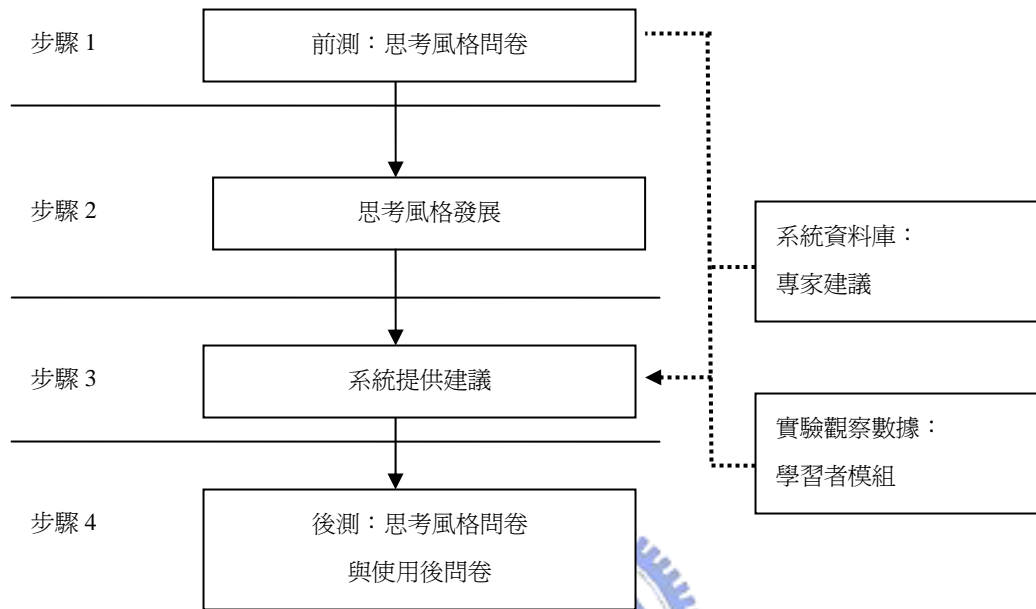 步驟 1
前測：思考風格問卷
步驟 2
思考風格發展
系統資料庫：
專家建議
步驟 3
系統提供建議
實驗觀察數據：
學習者模組
步驟 4
後測：思考風格問卷
與使用後問卷